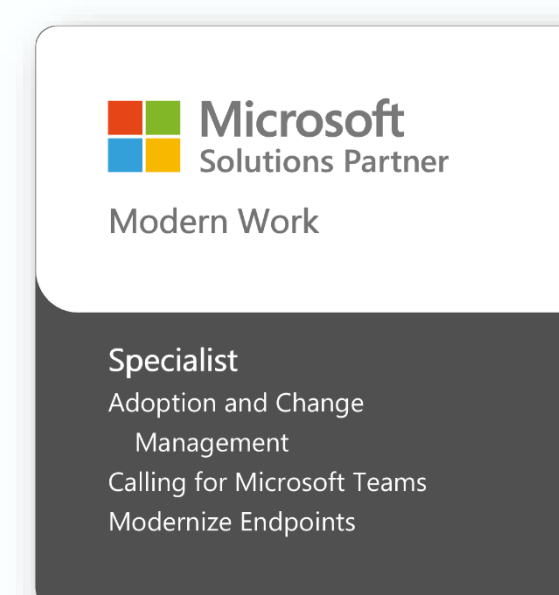 Microsoft
Solutions Partner
Modern Work
Specialist
Adoption and Change
Management
Calling for Microsoft Teams
Modernize Endpoints